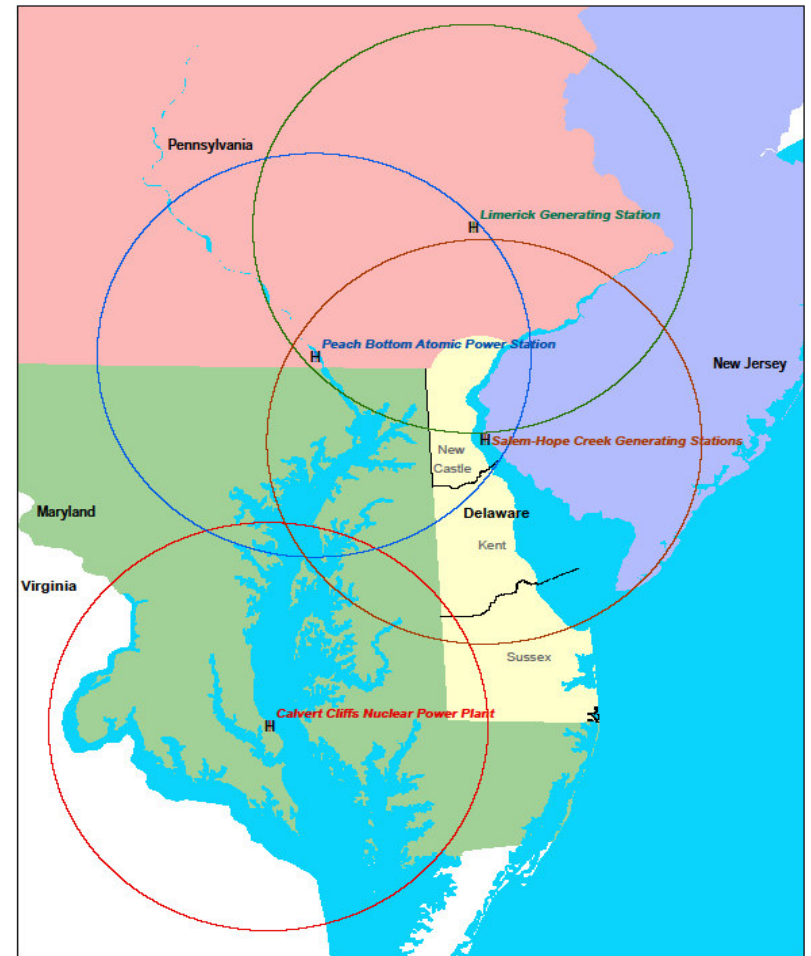 Pennsylvania
Limerick Generating Station
H
Peach Bottom Atomic Power Station
H
New Jersey
H
Salem-Hope Creek Generating Stations
New
Castle
Maryland
Delaware
Kent
Virginia
Sussex
Calvert Cliffs Nuclear Power Plant
H